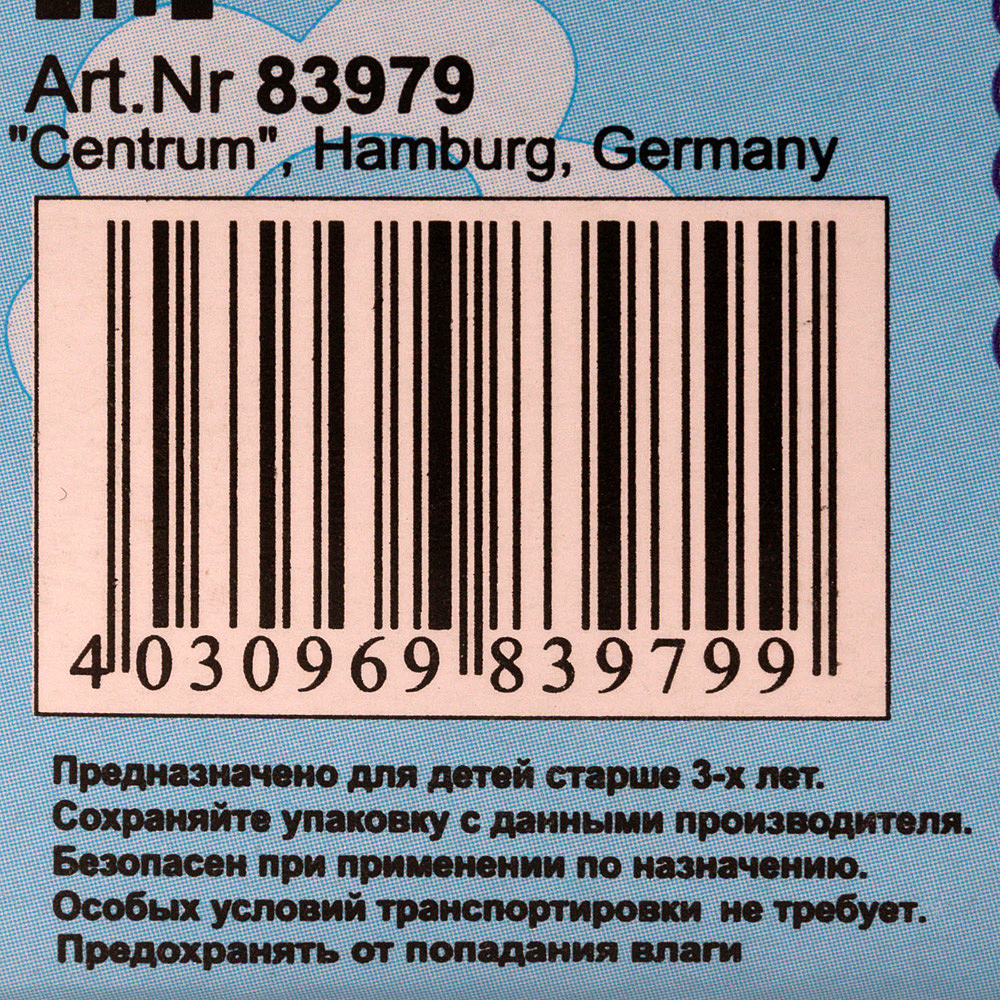 Art.Nr 83979
"Centrum", Hamburg, Germany
4 030969 839799
Предназначено для детей старше 3-х лет.
Сохраняйте упаковку с данными производителя.
Безопасен при применении по назначению.
Особых условий транспортировки не требует.
Предохранять от попадания влаги